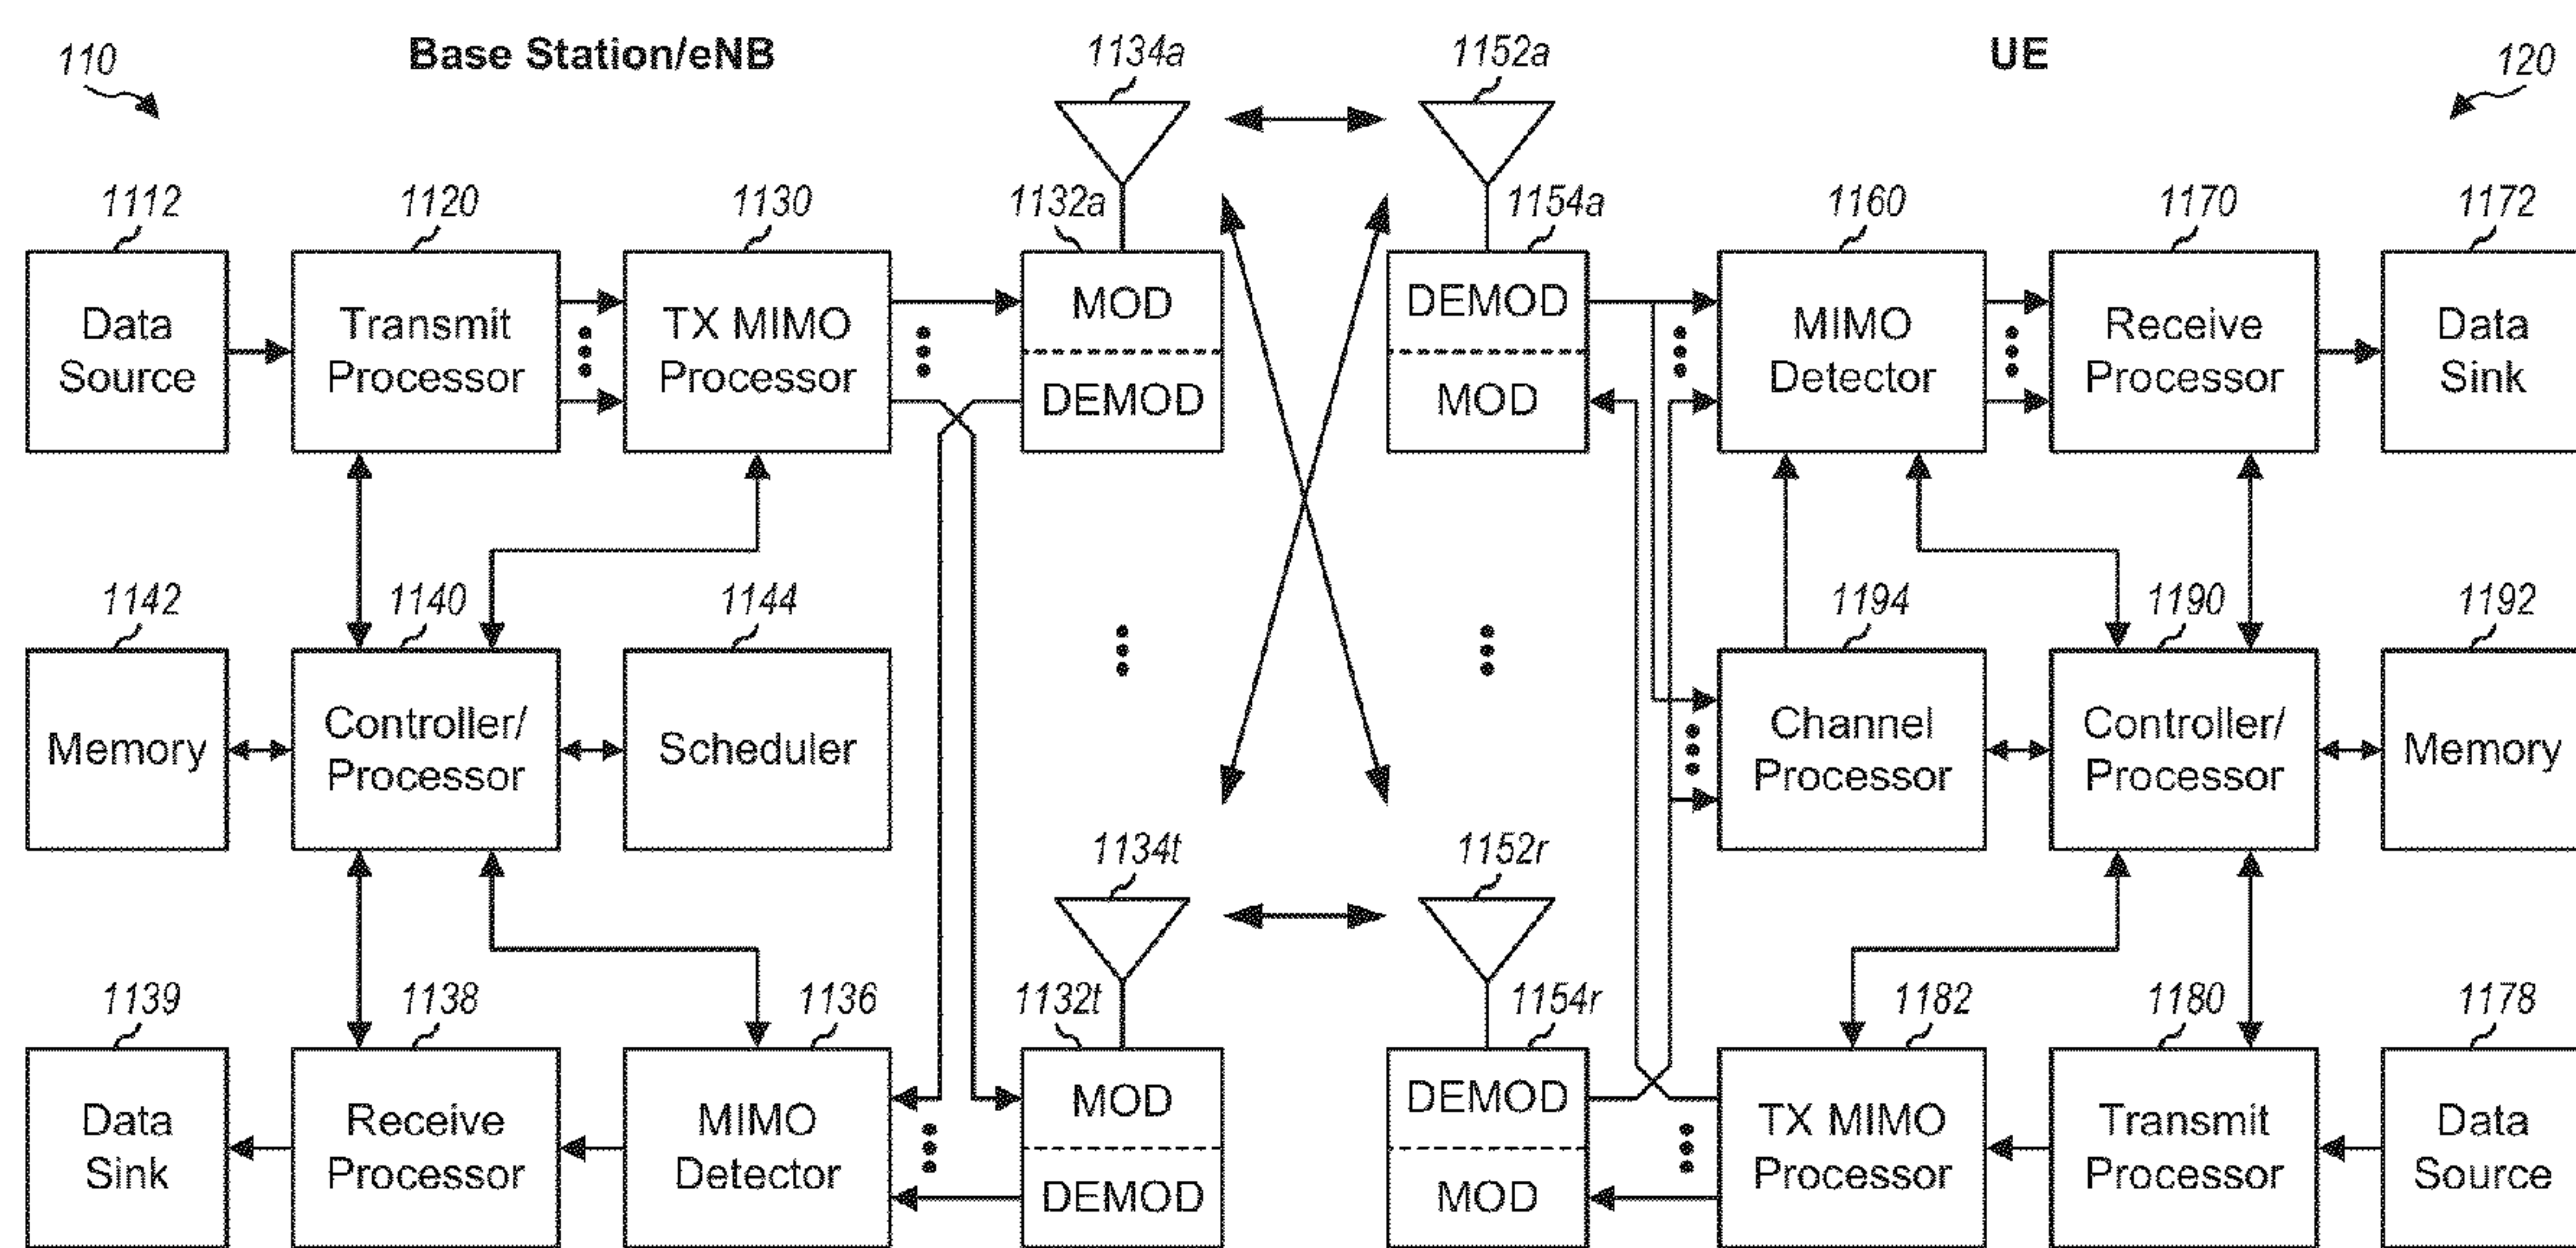 110
Base Station/eNB
1134a
1152a
UE
120
1112
1120
1130
1132a
1154a
1160
1170
1172
Data
Source
Transmit
Processor
TX MIMO
Processor
MOD
DEMOD
DEMOD
MOD
MIMO
Detector
Receive
Processor
Data
Sink
1142
1140
1144
1194
1190
1192
Memory
Controller/
Processor
Scheduler
Channel
Processor
Controller/
Processor
Memory
1134t
1152r
1139
1138
1136
1132t
1154r
1182
1180
1178
Data
Sink
Receive
Processor
MIMO
Detector
MOD
DEMOD
DEMOD
MOD
TX MIMO
Processor
Transmit
Processor
Data
Source